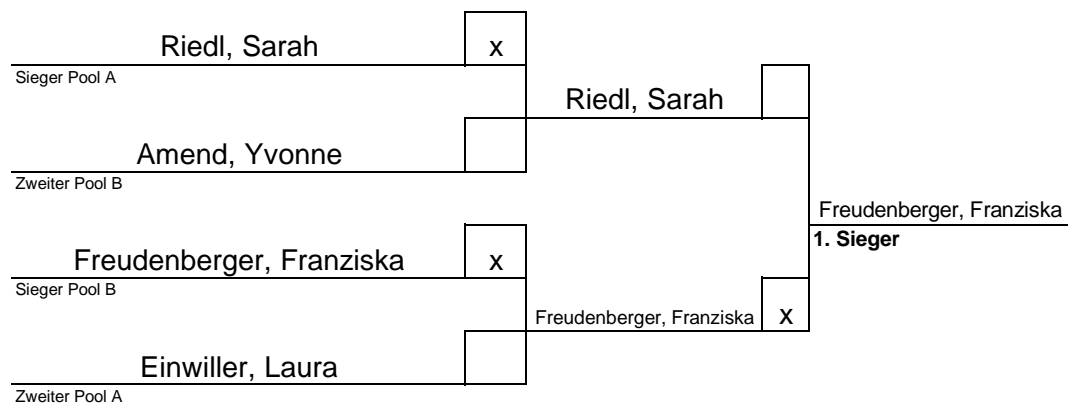 Riedl, Sarah x
Sieger Pool A
Riedl, Sarah
Amend, Yvonne
Zweiter Pool B
Freudenberger, Franziska
1. Sieger
Freudenberger, Franziska x
Sieger Pool B
Freudenberger, Franziska x
Einwiller, Laura
Zweiter Pool A